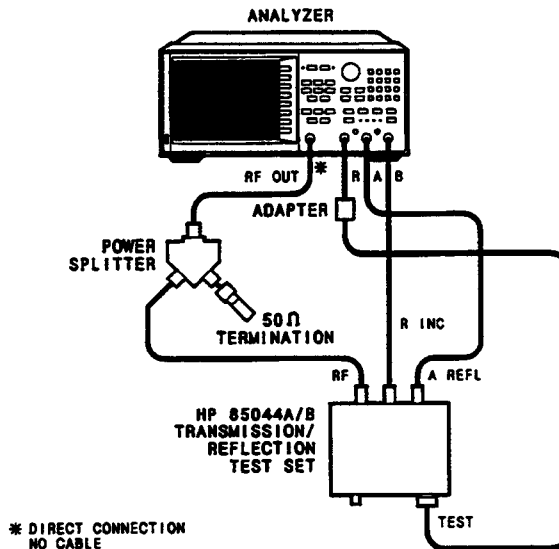 ANALYZER
RF OUT
*
R
A
B
ADAPTER
POWER
SPLITTER
50Ω
TERMINATION
R INC
RF
A REFL
HP 85044A/B
TRANSMISSION/
REFLECTION
TEST SET
TEST
* DIRECT CONNECTION
NO CABLE